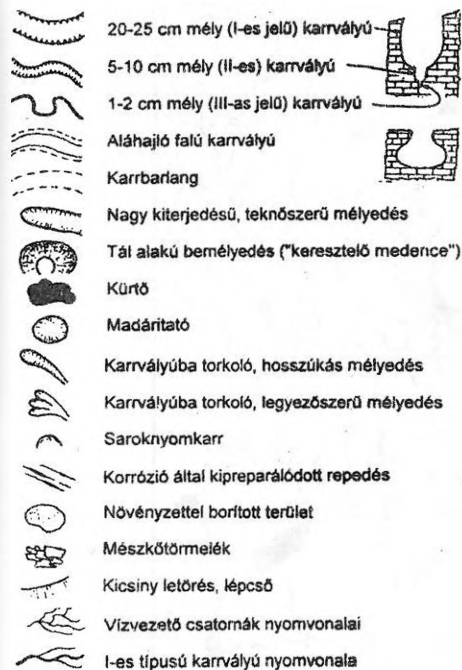 20-25 cm mély (I-es jelű) karrvályú
5-10 cm mély (II-es) karrvályú
1-2 cm mély (III-as jelű) karrvályú
Aláhajló falú karrvályú
Karrbarlang
Nagy kiterjedésű, teknőszerű mélyedés
Tál alakú bemélyedés ("keresztelő medence")
Kürtő
Madáritató
Karrvályúba torkoló, hosszúkás mélyedés
Karrvályúba torkoló, legyezőszerű mélyedés
Saroknyomkarr
Korrózió által kipreparálódott repedés
Növényzettel borított terület
Mészkőtörmelék
Kicsiny letörés, lépcső
Vízvezető csatornák nyomvonalai
I-es típusú karrvályú nyomvonala